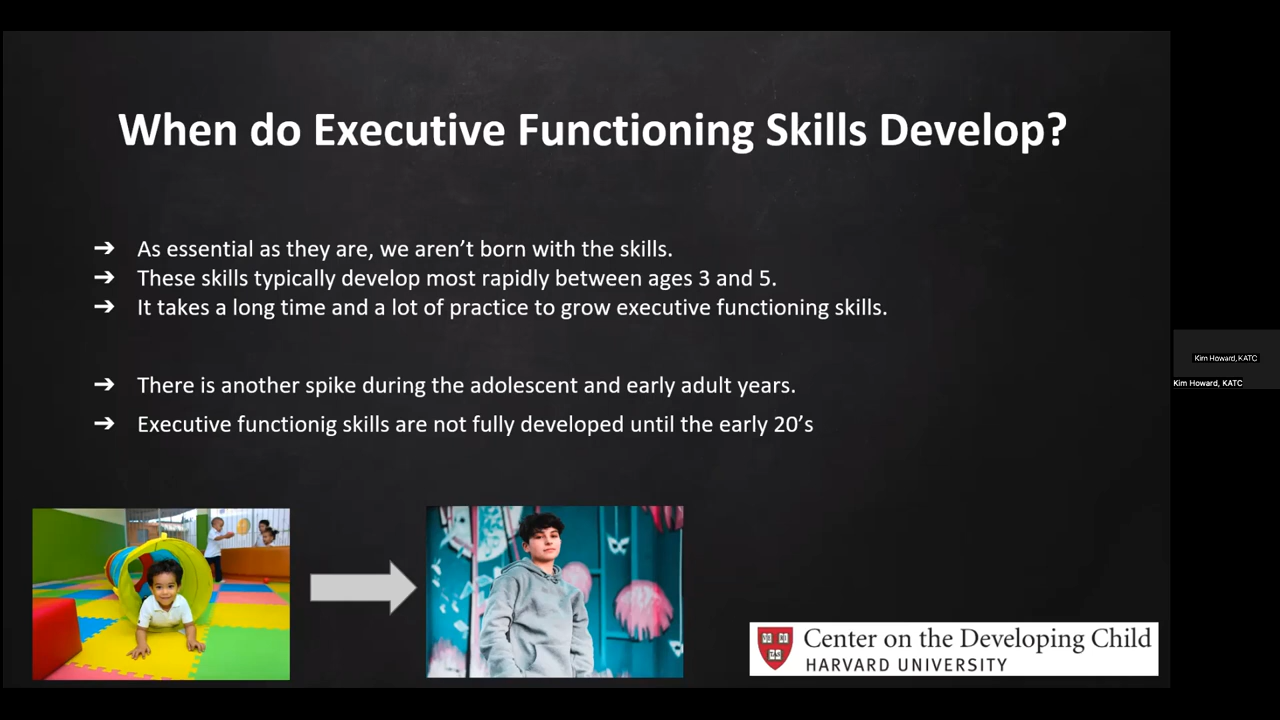 When do Executive Functioning Skills Develop?
➔ As essential as they are, we aren’t born with the skills.
➔ These skills typically develop most rapidly between ages 3 and 5.
➔ It takes a long time and a lot of practice to grow executive functioning skills.
➔ There is another spike during the adolescent and early adult years.
➔ Executive functionig skills are not fully developed until the early 20’s
Center on the Developing Child
HARVARD UNIVERSITY
Kim Howard, KATC
Kim Howard, KATC